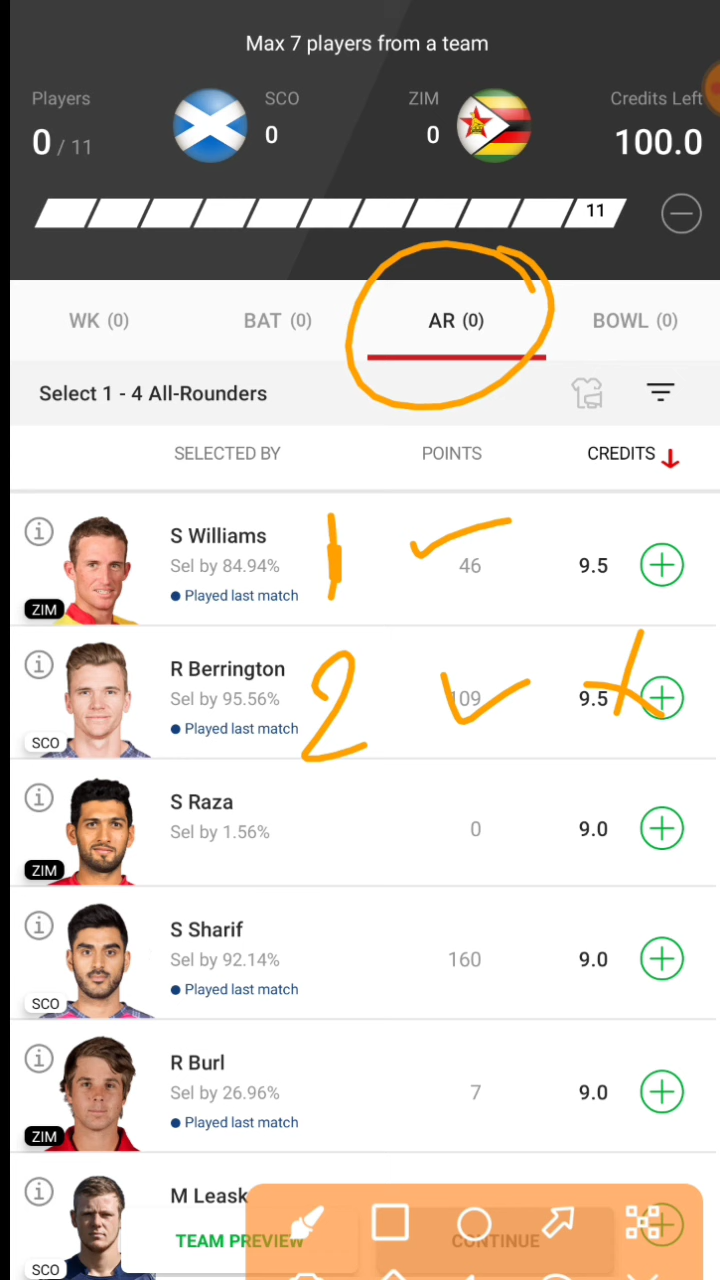 Max 7 players from a team
Players SCO ZIM Credits Left
0 / 11 0 0 100.0
11
WK (0) BAT (0) AR (0) BOWL (0)
Select 1 - 4 All-Rounders
SELECTED BY POINTS CREDITS
S Williams
Sel by 84.94% 46 9.5
Played last match
ZIM
1
R Berrington
Sel by 95.56% 109 9.5
Played last match
SCO
2
S Raza
Sel by 1.56% 0 9.0
ZIM
S Sharif
Sel by 92.14% 160 9.0
Played last match
SCO
R Burl
Sel by 26.96% 7 9.0
Played last match
ZIM
M Leask
TEAM PREVIEW CONTINUE
SCO